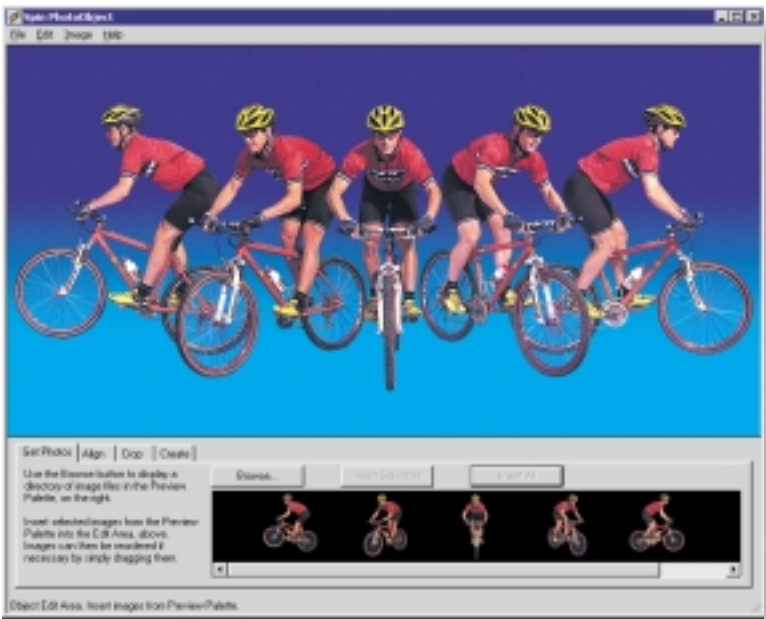 Spin PhotoObject
File Edit Image Help
Get Photos Align Crop Create
Use the Browse button to display a
directory of image files in the Preview
Palette, on the right.
Insert selected images from the Preview
Palette into the Edit Area, above.
Images can then be reordered if
necessary by simply dragging them.
Browse... Insert Selected Insert All
Object Edit Area. Insert images from Preview Palette.